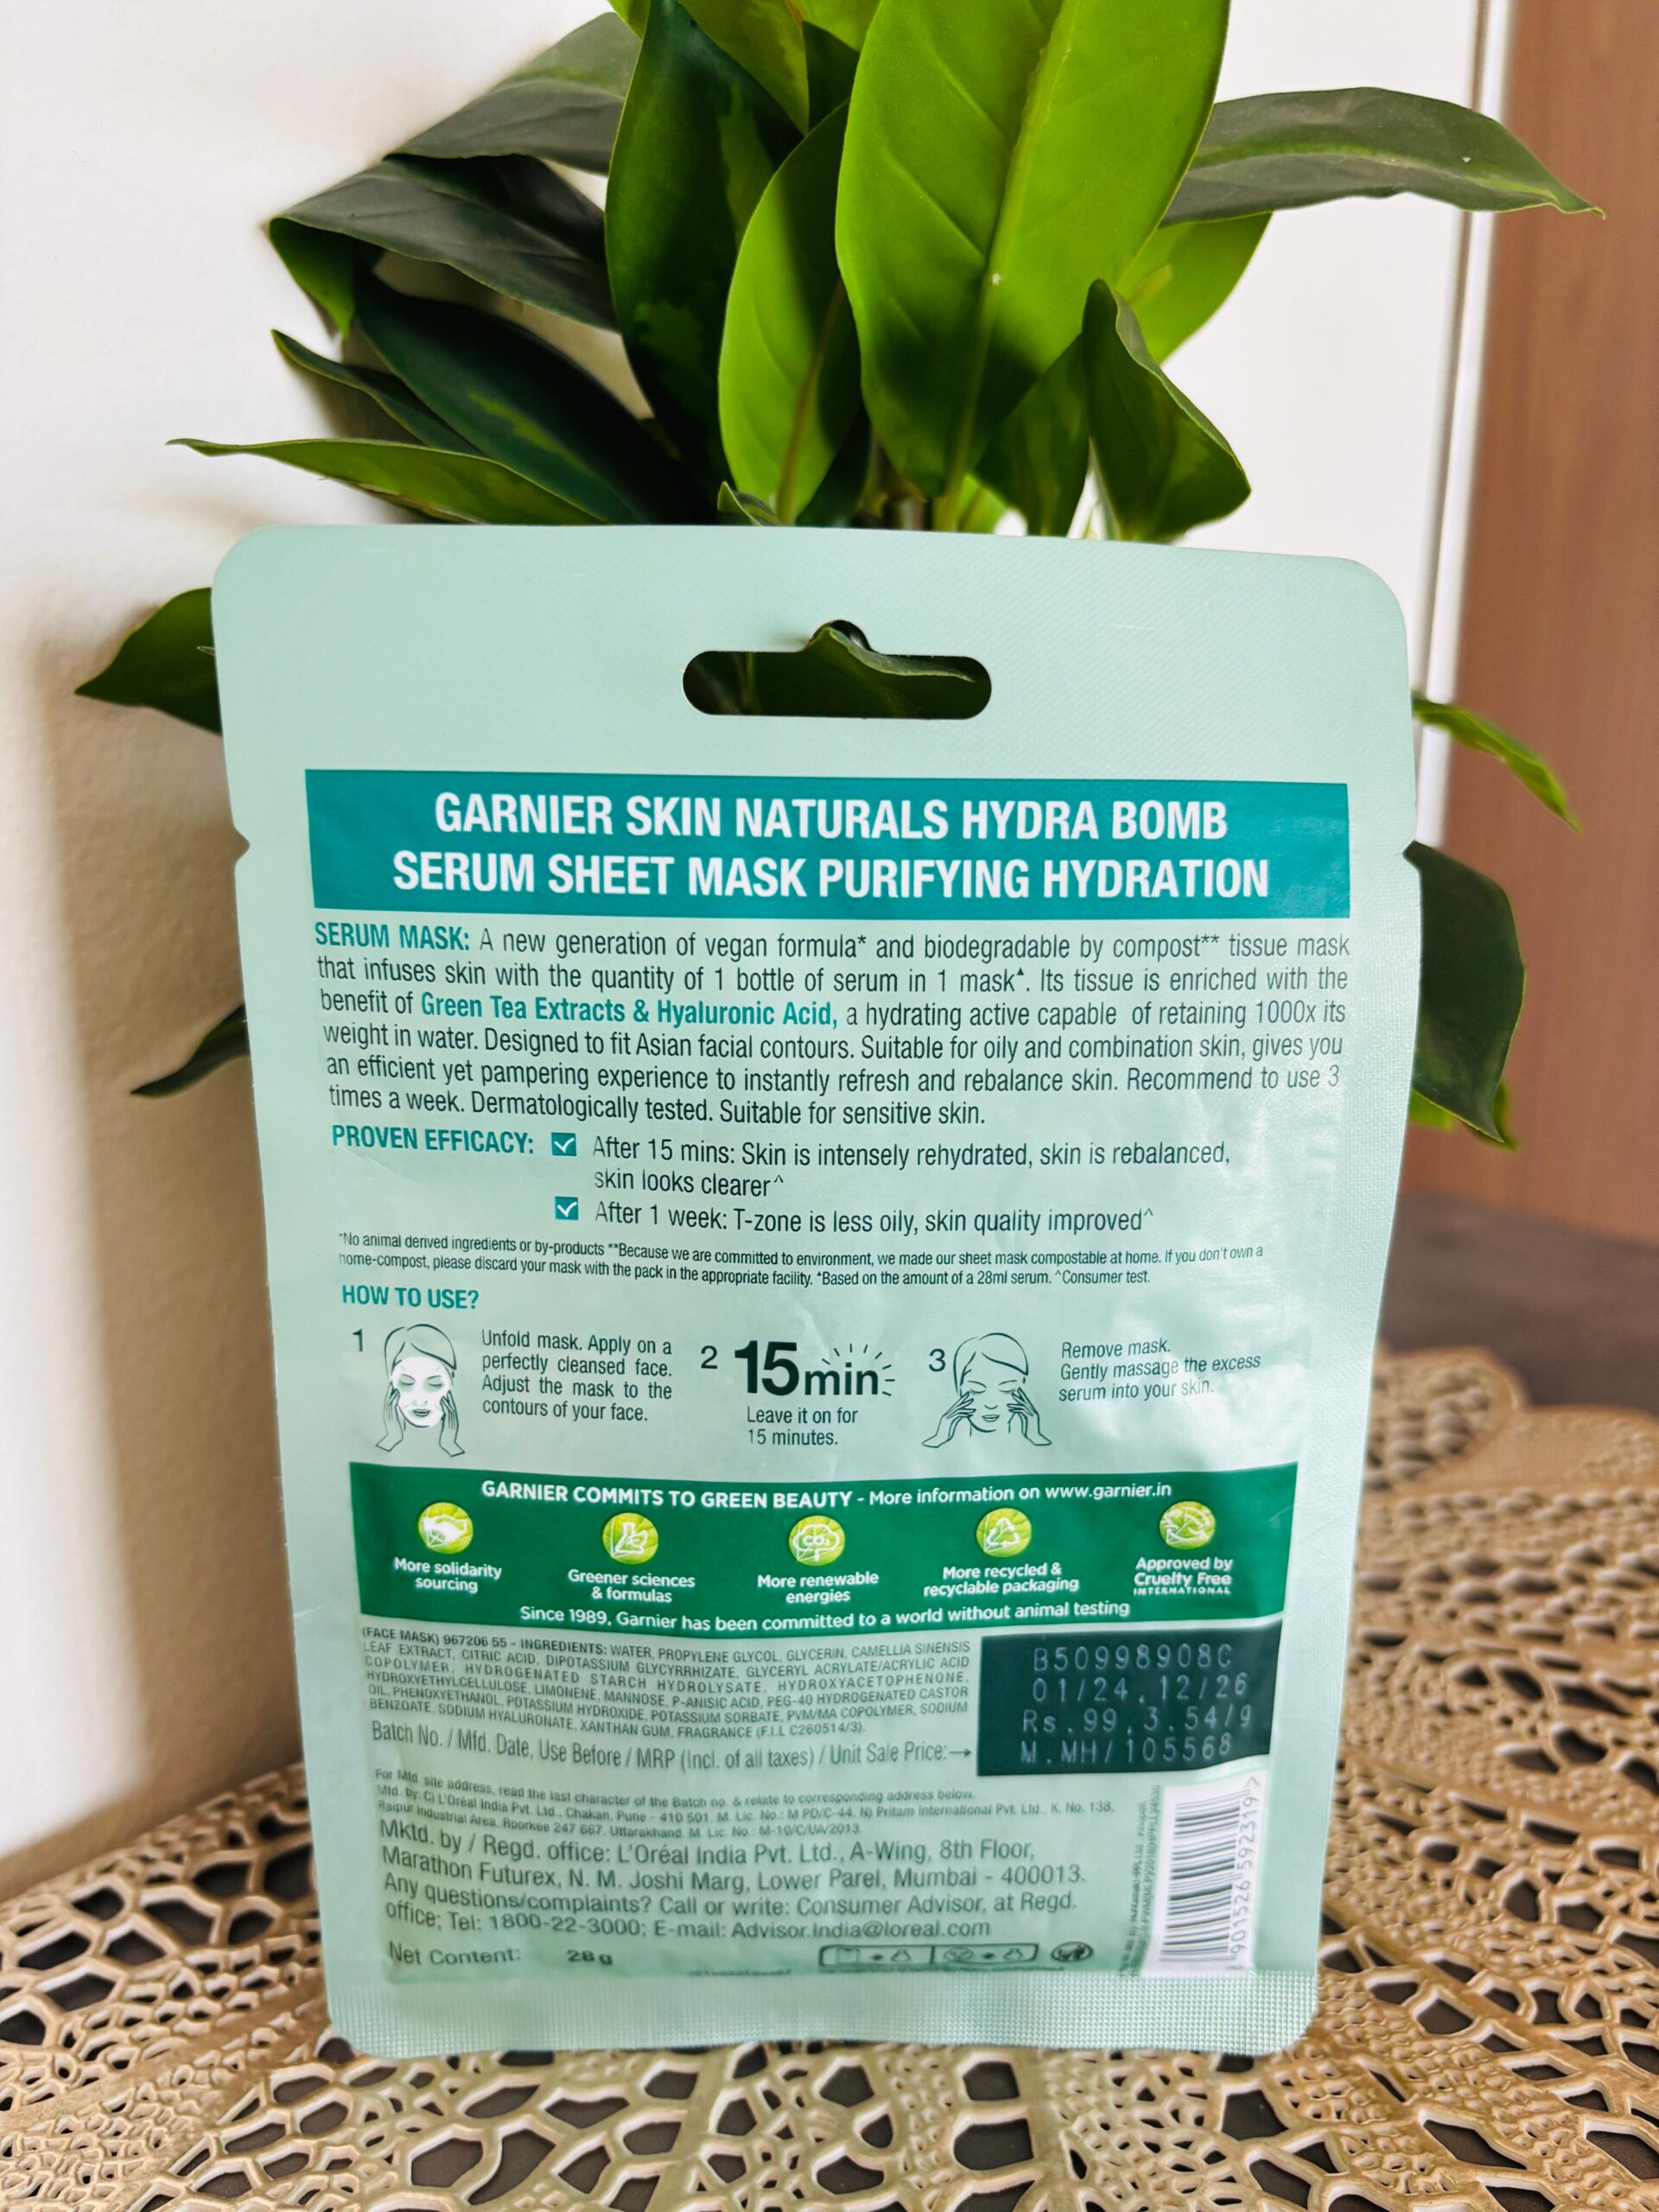 GARNIER SKIN NATURALS HYDRA BOMB
SERUM SHEET MASK PURIFYING HYDRATION
SERUM MASK: A new generation of vegan formula* and biodegradable by compost** tissue mask
that infuses skin with the quantity of 1 bottle of serum in 1 mask▴. Its tissue is enriched with the
benefit of Green Tea Extracts & Hyaluronic Acid, a hydrating active capable of retaining 1000x its
weight in water. Designed to fit Asian facial contours. Suitable for oily and combination skin, gives you
an efficient yet pampering experience to instantly refresh and rebalance skin. Recommend to use 3
times a week. Dermatologically tested. Suitable for sensitive skin.
PROVEN EFFICACY: After 15 mins: Skin is intensely rehydrated, skin is rebalanced,
skin looks clearer^
After 1 week: T-zone is less oily, skin quality improved^
*No animal derived ingredients or by-products **Because we are committed to environment, we made our sheet mask compostable at home. If you don't own a
home-compost, please discard your mask with the pack in the appropriate facility. ▴Based on the amount of a 28ml serum. ^Consumer test.
HOW TO USE?
1
Unfold mask. Apply on a
perfectly cleansed face.
Adjust the mask to the
contours of your face.
2
15min
Leave it on for
15 minutes.
3
Remove mask.
Gently massage the excess
serum into your skin.
GARNIER COMMITS TO GREEN BEAUTY - More information on www.garnier.in
More solidarity
sourcing
Greener sciences
& formulas
CO₂
More renewable
energies
More recycled &
recyclable packaging
Approved by
Cruelty Free
INTERNATIONAL
Since 1989, Garnier has been committed to a world without animal testing
(FACE MASK) 967206 55 - INGREDIENTS: WATER, PROPYLENE GLYCOL, GLYCERIN, CAMELLIA SINENSIS
LEAF EXTRACT, CITRIC ACID, DIPOTASSIUM GLYCYRRHIZATE, GLYCERYL ACRYLATE/ACRYLIC ACID
COPOLYMER, HYDROGENATED STARCH HYDROLYSATE, HYDROXYACETOPHENONE,
HYDROXYETHYLCELLULOSE, LIMONENE, MANNOSE, P-ANISIC ACID, PEG-40 HYDROGENATED CASTOR
OIL, PHENOXYETHANOL, POTASSIUM HYDROXIDE, POTASSIUM SORBATE, PVM/MA COPOLYMER, SODIUM
BENZOATE, SODIUM HYALURONATE, XANTHAN GUM, FRAGRANCE (F.I.L C260514/3).
Batch No. / Mfd. Date, Use Before / MRP (Incl. of all taxes) / Unit Sale Price:→
B50998908C
01/24, 12/26
Rs.99,3.54/g
M.MH/105568
For Mfd. site address, read the last character of the Batch no. & relate to corresponding address below.
Mfd. by: C) L'Oréal India Pvt. Ltd., Chakan, Pune - 410 501. M. Lic. No.: M PD/C-44. N) Pritam International Pvt. Ltd., K. No. 138,
Raipur Industrial Area, Roorkee 247 667. Uttarakhand. M. Lic. No.: M-10/C/UA/2013.
Mktd. by / Regd. office: L'Oréal India Pvt. Ltd., A-Wing, 8th Floor,
Marathon Futurex, N. M. Joshi Marg, Lower Parel, Mumbai - 400013.
Any questions/complaints? Call or write: Consumer Advisor, at Regd.
office; Tel: 1800-22-3000; E-mail: Advisor.India@loreal.com
Net Content: 28 g
8901526592319>